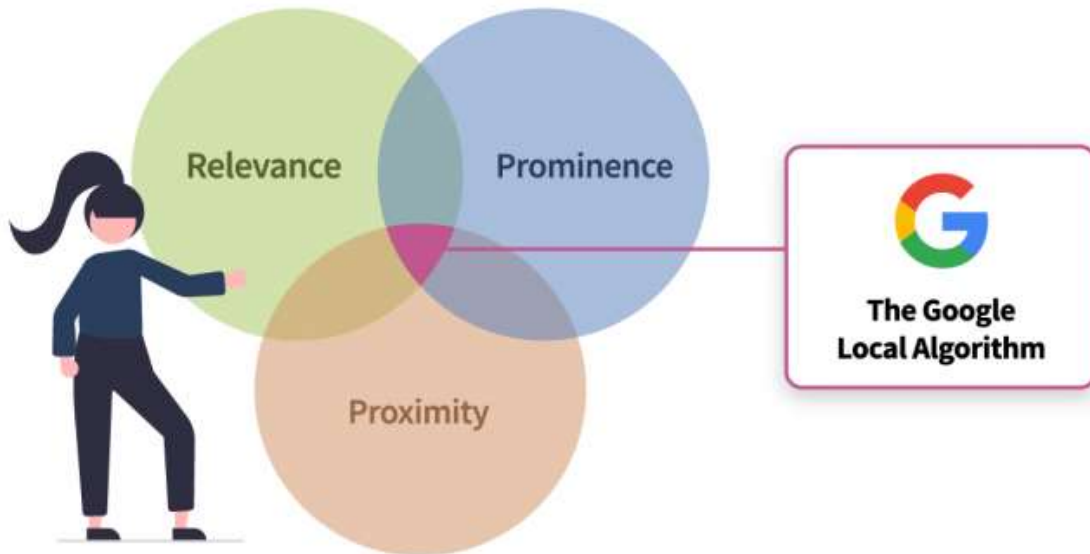 Relevance
Prominence
Proximity
The Google
Local Algorithm